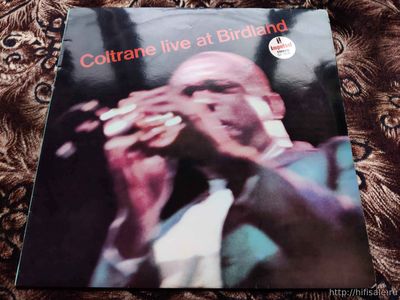 Coltrane live at Birdland
impulse!
http://hifisale.ru